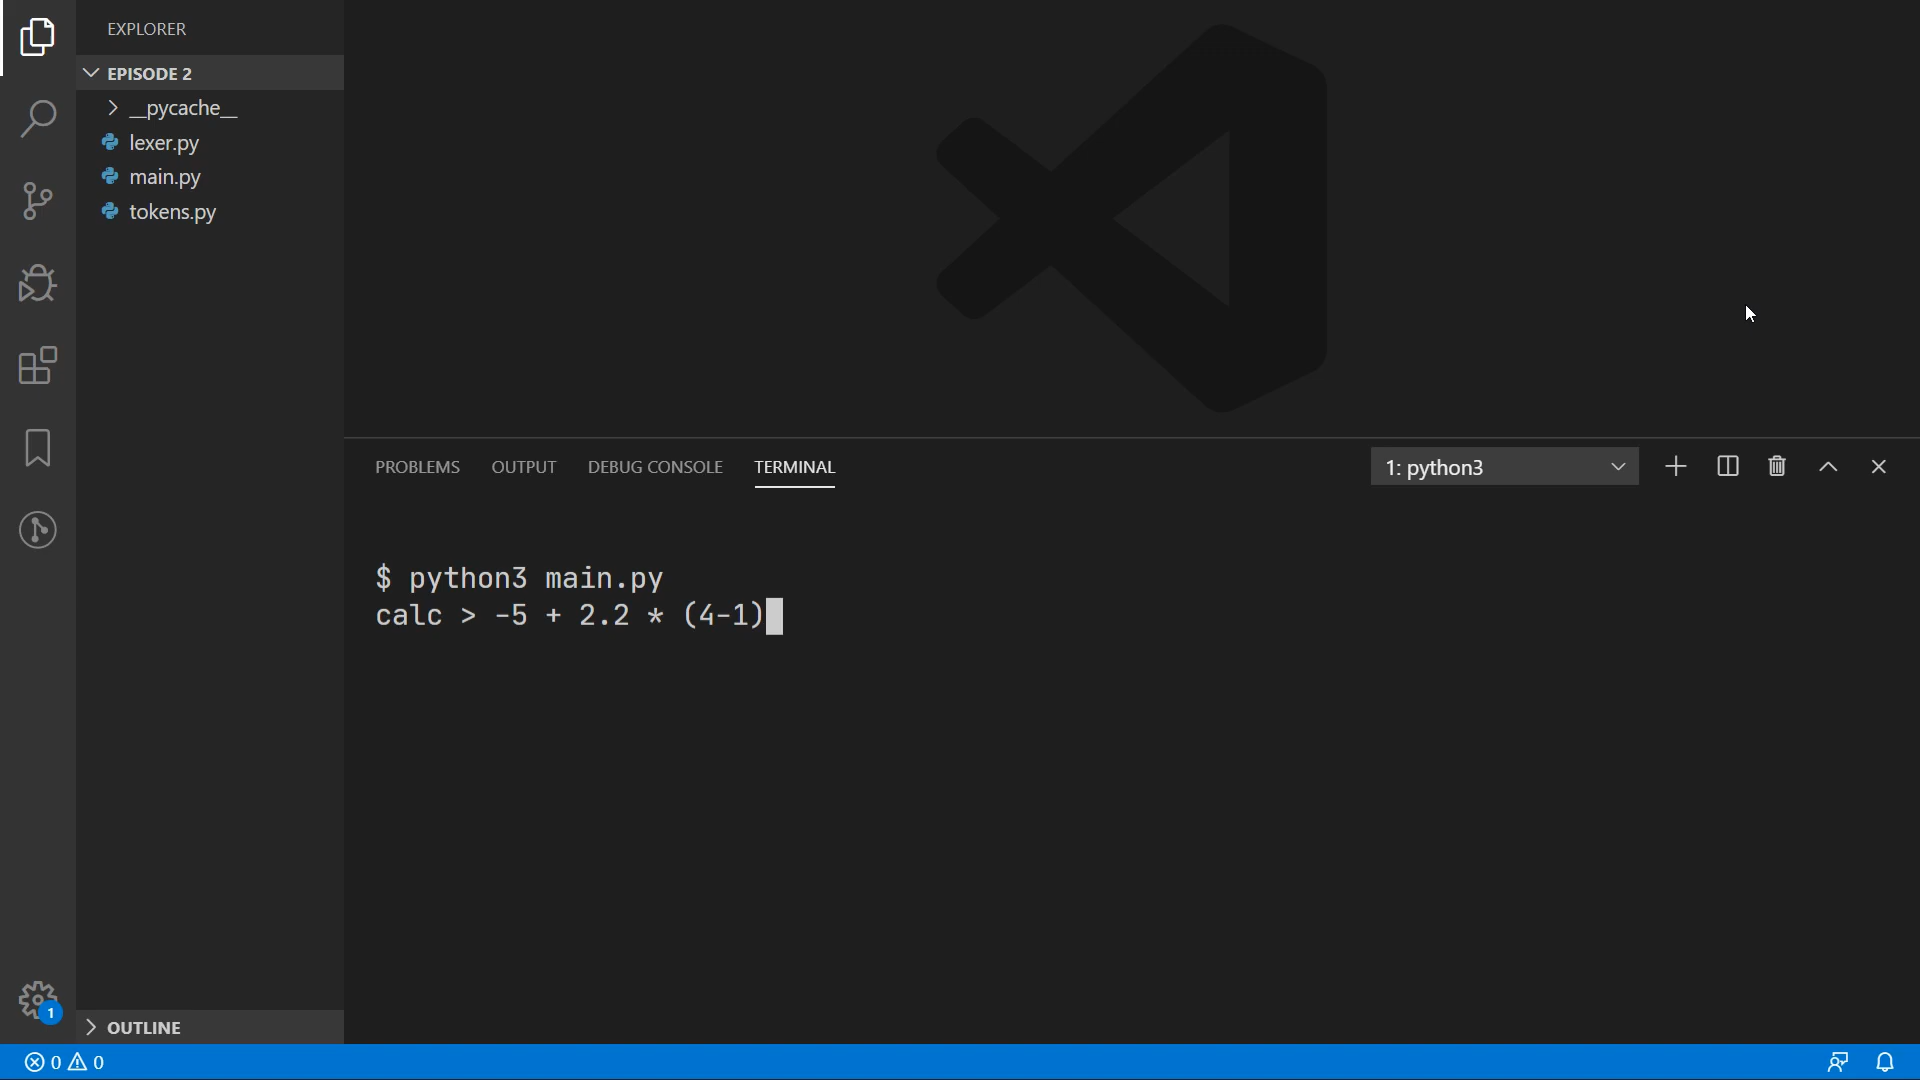 EXPLORER
EPISODE 2
__pycache__
lexer.py
main.py
tokens.py
PROBLEMS OUTPUT DEBUG CONSOLE TERMINAL
1: python3
$ python3 main.py
calc > -5 + 2.2 * (4-1)
1
OUTLINE
0 0